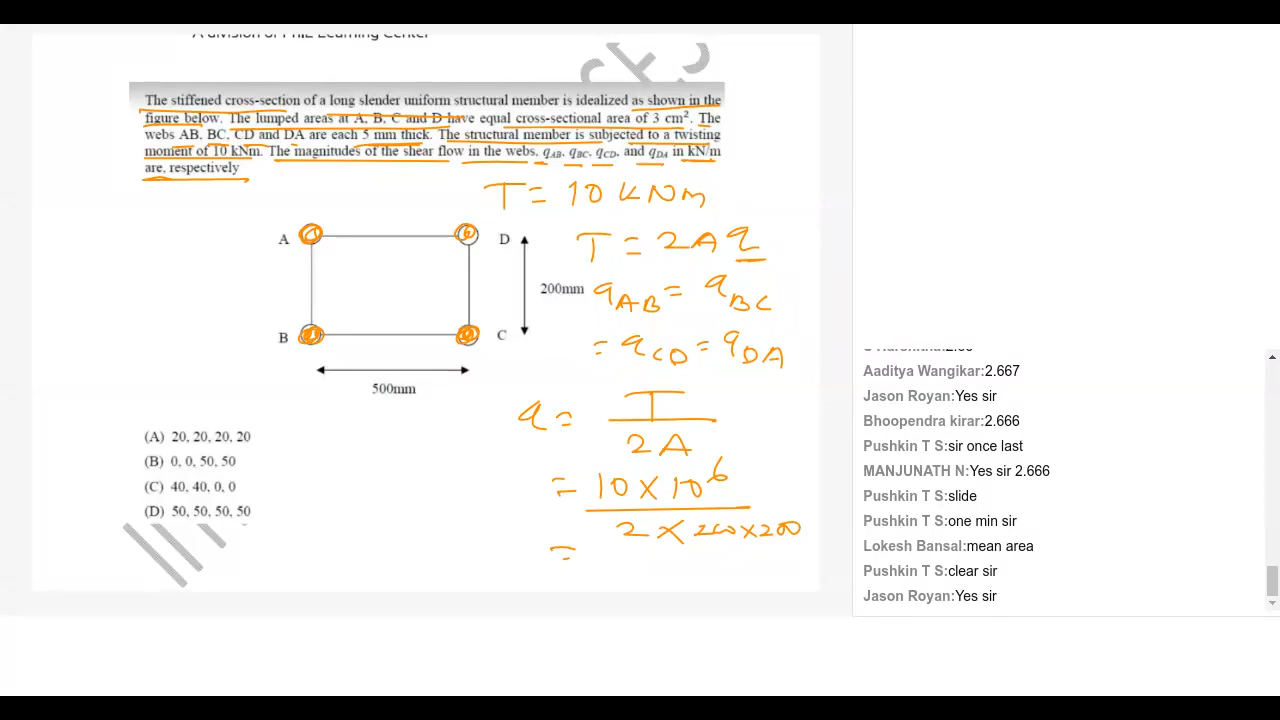 A division of PhIE Learning Center
The stiffened cross-section of a long slender uniform structural member is idealized as shown in the
figure below. The lumped areas at A, B, C and D have equal cross-sectional area of 3 cm². The
webs AB, BC, CD and DA are each 5 mm thick. The structural member is subjected to a twisting
moment of 10 kNm. The magnitudes of the shear flow in the webs, qAB, qBC, qCD, and qDA in kN/m
are, respectively
T = 10 KNm
T = 2Aq
qAB = qBC
= qCD = qDA
A
D
200mm
B
C
500mm
q = T / 2A
= 10 × 10^6 / 2 × 200×200
=
(A) 20, 20, 20, 20
(B) 0, 0, 50, 50
(C) 40, 40, 0, 0
(D) 50, 50, 50, 50
Aaditya Wangikar:2.667
Jason Royan:Yes sir
Bhoopendra kirar:2.666
Pushkin T S:sir once last
MANJUNATH N:Yes sir 2.666
Pushkin T S:slide
Pushkin T S:one min sir
Lokesh Bansal:mean area
Pushkin T S:clear sir
Jason Royan:Yes sir